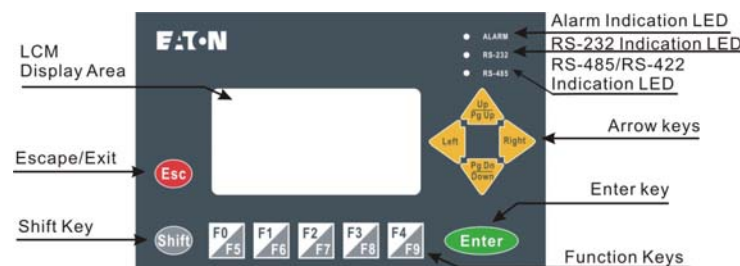 Alarm Indication LED
RS-232 Indication LED
RS-485/RS-422
Indication LED
LCM
Display Area
EATON
ALARM
RS-232
RS-485
Up
Pg Up
Left
Right
Pg Dn
Down
Arrow keys
Escape/Exit
Esc
Enter key
Shift Key
Shift
F0 F1 F2 F3 F4
F5 F6 F7 F8 F9
Enter
Function Keys